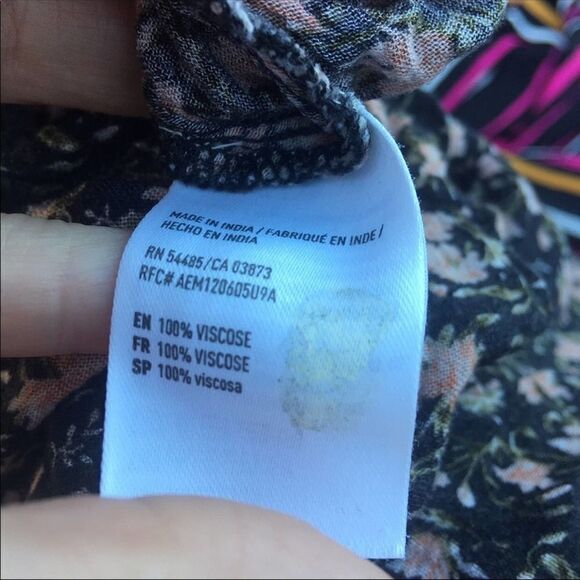 MADE IN INDIA / FABRIQUÉ EN INDE /
HECHO EN INDIA
RN 54485/CA 03873
RFC# AEM120605U9A
EN 100% VISCOSE
FR 100% VISCOSE
SP 100% viscosa